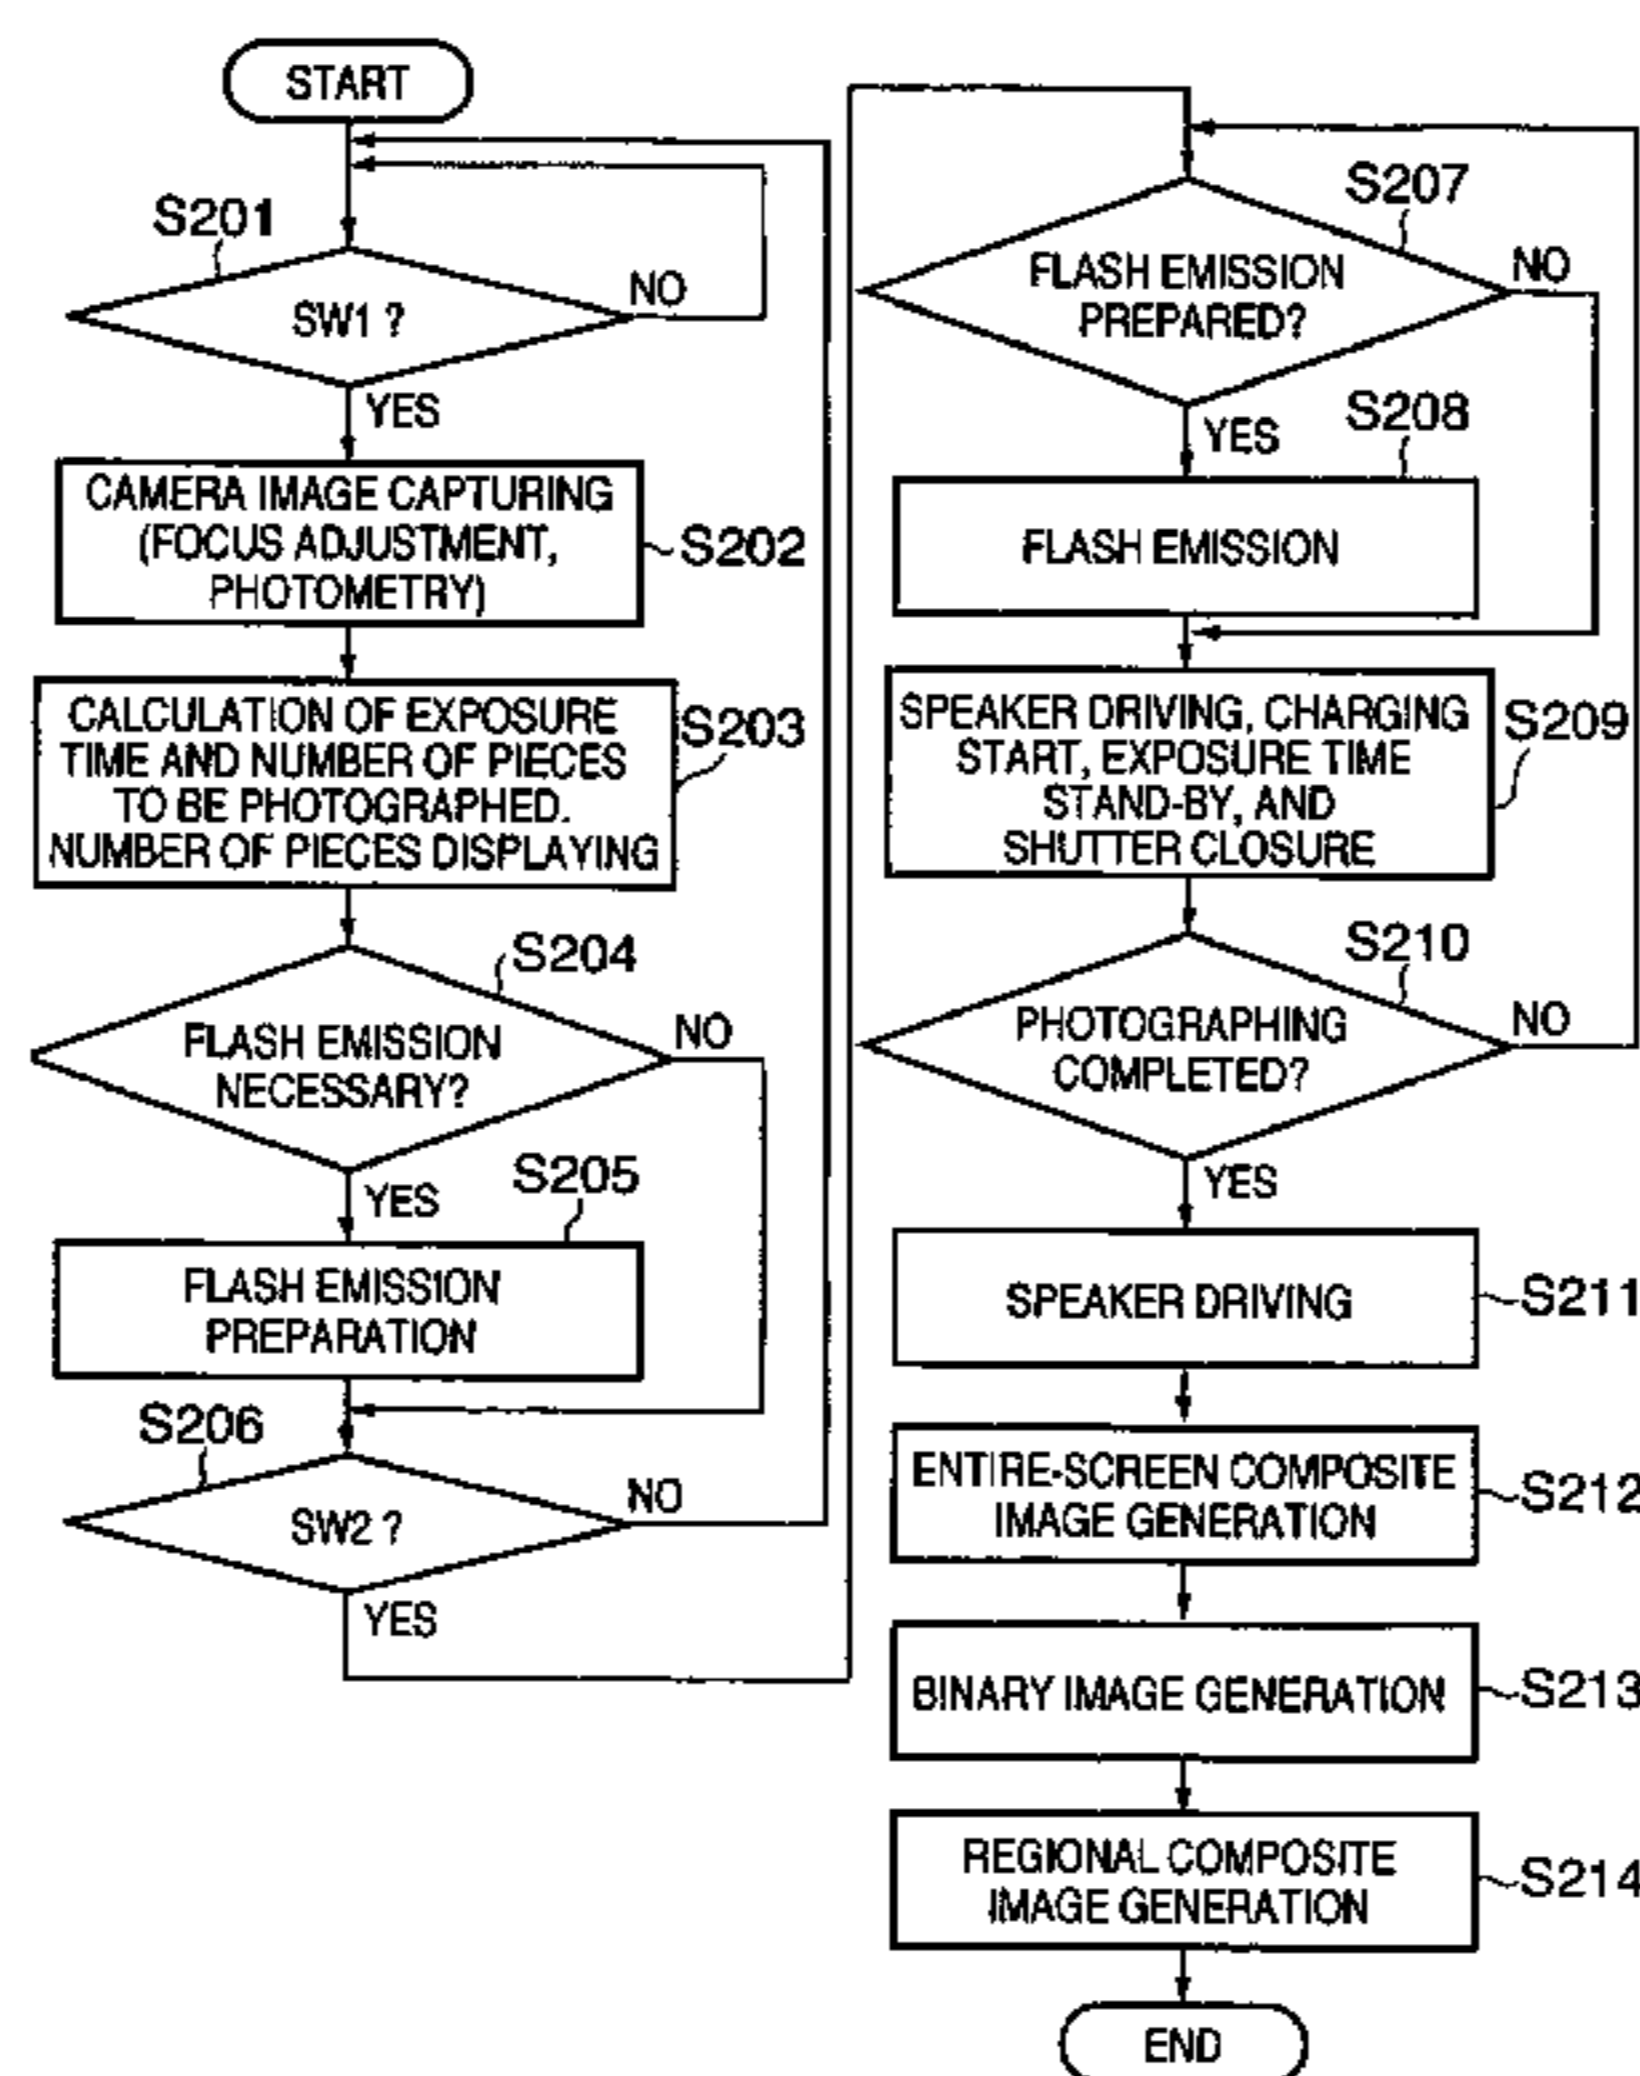 START
S201
SW1 ?
NO
YES
CAMERA IMAGE CAPTURING
(FOCUS ADJUSTMENT,
PHOTOMETRY)
S202
CALCULATION OF EXPOSURE
TIME AND NUMBER OF PIECES
TO BE PHOTOGRAPHED.
NUMBER OF PIECES DISPLAYING
S203
S204
FLASH EMISSION
NECESSARY?
NO
YES
S205
FLASH EMISSION
PREPARATION
S206
SW2 ?
NO
YES
S207
FLASH EMISSION
PREPARED?
NO
YES
S208
FLASH EMISSION
SPEAKER DRIVING, CHARGING
START, EXPOSURE TIME
STAND-BY, AND
SHUTTER CLOSURE
S209
S210
PHOTOGRAPHING
COMPLETED?
NO
YES
SPEAKER DRIVING
S211
ENTIRE-SCREEN COMPOSITE
IMAGE GENERATION
S212
BINARY IMAGE GENERATION
S213
REGIONAL COMPOSITE
IMAGE GENERATION
S214
END